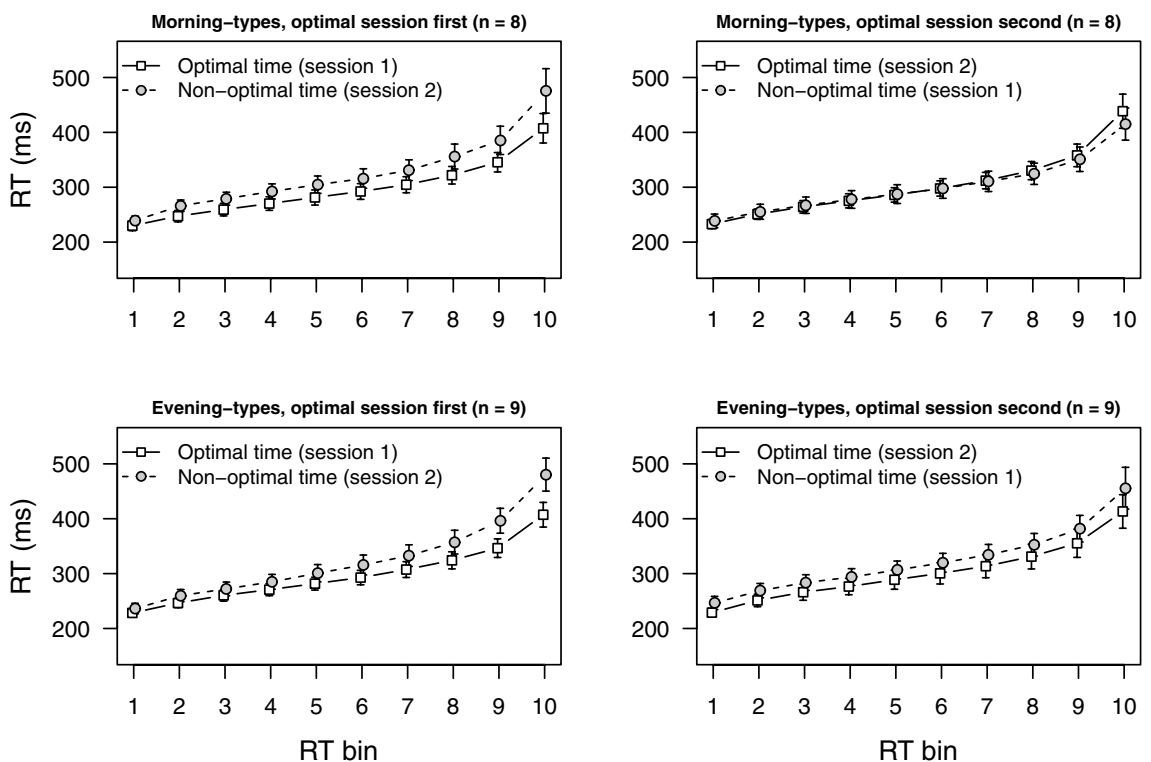 Morning−types, optimal session first (n = 8)
Optimal time (session 1)
Non−optimal time (session 2)
RT (ms)
500
400
300
200
1 2 3 4 5 6 7 8 9 10
Morning−types, optimal session second (n = 8)
Optimal time (session 2)
Non−optimal time (session 1)
500
400
300
200
1 2 3 4 5 6 7 8 9 10
Evening−types, optimal session first (n = 9)
Optimal time (session 1)
Non−optimal time (session 2)
RT (ms)
500
400
300
200
1 2 3 4 5 6 7 8 9 10
RT bin
Evening−types, optimal session second (n = 9)
Optimal time (session 2)
Non−optimal time (session 1)
500
400
300
200
1 2 3 4 5 6 7 8 9 10
RT bin